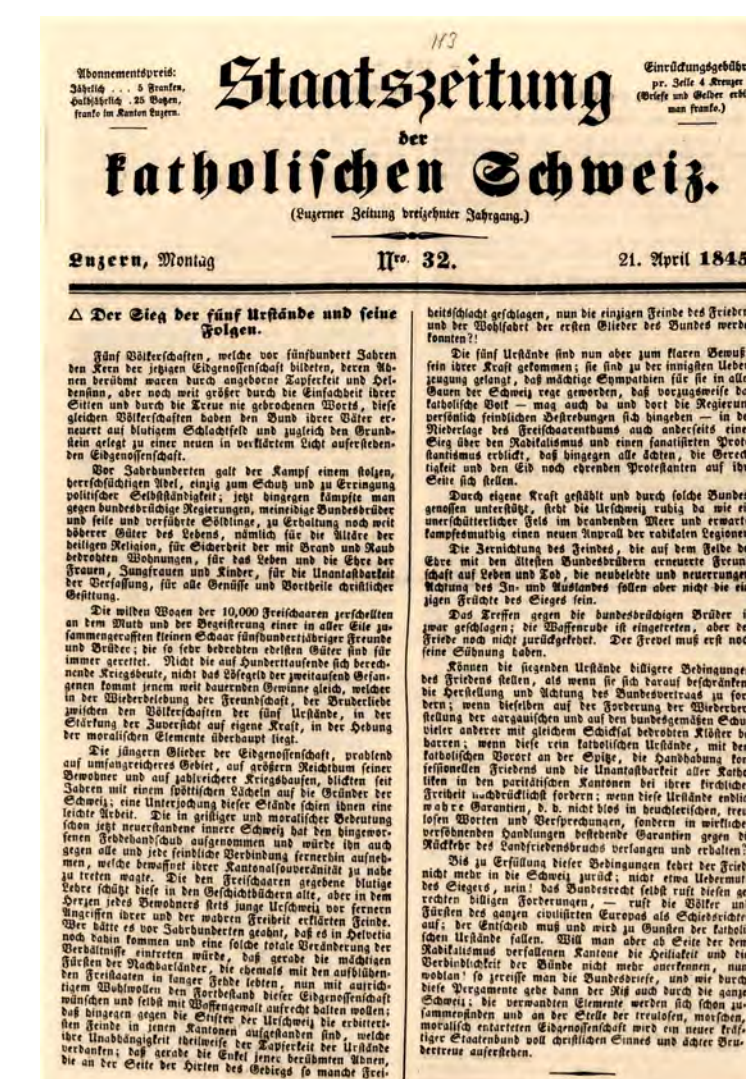 113
Abonnementspreis:
Jährlich . . . 5 Franken,
Halbjährlich . 25 Batzen,
franko im Kanton Luzern.
Staatszeitung
der
katholischen Schweiz.
(Luzerner Zeitung dreizehnter Jahrgang.)
Einrückungsgebühr
pr. Zeile 4 Kreuzer
(Briefe und Gelder erbi
man franko.)
Luzern, Montag
Nro. 32.
21. April 1845
△ Der Sieg der fünf Urstände und seine
Folgen.
Fünf Völkerschaften, welche vor fünfhundert Jahren
den Kern der jetzigen Eidgenossenschaft bildeten, deren Ah-
nen berühmt waren durch angeborne Tapferkeit und Hel-
densinn, aber noch weit größer durch die Einfachheit ihrer
Sitten und durch die Treue nie gebrochenen Worts, diese
gleichen Völkerschaften haben den Bund ihrer Väter er-
neuert auf blutigem Schlachtfeld und zugleich den Grund-
stein gelegt zu einer neuen in verklärtem Licht auferstehen-
den Eidgenossenschaft.
Vor Jahrhunderten galt der Kampf einem stolzen,
herrschsüchtigen Adel, einzig zum Schutz und zu Erringung
politischer Selbstständigkeit; jetzt hingegen kämpfte man
gegen bundesbrüchige Regierungen, meineidige Bundesbrüder
und feile und verführte Söldlinge, zu Erhaltung noch weit
höherer Güter des Lebens, nämlich für die Altäre der
heiligen Religion, für Sicherheit der mit Brand und Raub
bedrohten Wohnungen, für das Leben und die Ehre der
Frauen, Jungfrauen und Kinder, für die Unantastbarkeit
der Verfassung, für alle Genüsse und Vortheile christlicher
Gesittung.
Die wilden Wogen der 10,000 Freischaaren zerschellten
an dem Muth und der Begeisterung einer in aller Eile zu-
sammengerafften kleinen Schaar fünfhundertjähriger Freunde
und Brüder; die so sehr bedrohten edelsten Güter sind für
immer gerettet. Nicht die auf Hunderttausende sich berech-
nende Kriegsbeute, nicht das Lösegeld der zweitausend Gefan-
genen kommt jenem weit dauernden Gewinne gleich, welcher
in der Wiederbelebung der Freundschaft, der Bruderliebe
zwischen den Völkerschaften der fünf Urstände, in der
Stärkung der Zuversicht auf eigene Kraft, in der Hebung
der moralischen Elemente überhaupt liegt.
Die jüngern Glieder der Eidgenossenschaft, prahlend
auf umfangreicheres Gebiet, auf größern Reichthum seiner
Bewohner und auf zahlreichere Kriegshaufen, blickten seit
Jahren mit einem spöttischen Lächeln auf die Gründer der
Schweiz; eine Unterjochung dieser Stände schien ihnen eine
leichte Arbeit. Die in geistiger und moralischer Bedeutung
schon jetzt neuerstandene innere Schweiz hat den hingewor-
fenen Fehdehandschuh aufgenommen und würde ihn auch
gegen alle und jede feindliche Verbindung fernerhin aufneh-
men, welche bewaffnet ihrer Kantonalsouveränität zu nahe
zu treten wagte. Die den Freischaaren gegebene blutige
Lehre schützt diese in den Geschichtbüchern alte, aber in dem
Herzen jedes Bewohners stets junge Urschweiz vor fernern
Angriffen ihrer und der wahren Freiheit erklärten Feinde.
Wer hätte es vor Jahrhunderten geahnt, daß es in Helvetia
noch dahin kommen und eine solche totale Veränderung der
Verhältnisse eintreten würde, daß gerade die mächtigen
Fürsten der Nachbarländer, die ehemals mit den aufblühen-
den Freistaaten in langer Fehde lebten, nun mit aufrich-
tigem Wohlwollen den Fortbestand dieser Eidgenossenschaft
wünschen und selbst mit Waffengewalt aufrecht halten wollen;
daß hingegen gegen die Stifter der Urschweiz die erbittert-
sten Feinde in jenen Kantonen aufgestanden sind, welche
ihre Unabhängigkeit theilweise der Tapferkeit der Urstände
verdanken; daß gerade die Enkel jener berühmten Ahnen,
die an der Seite der Hirten des Gebirgs so manche Frei-
heitsschlacht geschlagen, nun die einzigen Feinde des Frieden
und der Wohlfahrt der ersten Glieder des Bundes werde
konnten?!
Die fünf Urstände sind nun aber zum klaren Bewuß
sein ihrer Kraft gekommen; sie sind zu der innigsten Ueber
zeugung gelangt, daß mächtige Sympathien für sie in alle
Gauen der Schweiz rege geworden, daß vorzugsweise da
katholische Volk — mag auch da und dort die Regierun
persönlich feindlichen Bestrebungen sich hingeben — in de
Niederlage des Freischaarenthums auch anderseits eine
Sieg über den Radikalismus und einen fanatisirten Prot
stantismus erblickt, daß hingegen alle ächten, die Gerech
tigkeit und den Eid noch ehrenden Protestanten auf ihr
Seite sich stellen.
Durch eigene Kraft gestählt und durch solche Bundes
genossen unterstützt, steht die Urschweiz ruhig da wie ei
unerschütterlicher Fels im brandenden Meer und erwart
kampfesmuthig einen neuen Anprall der radikalen Legionen
Die Zernichtung des Feindes, die auf dem Felde de
Ehre mit den ältesten Bundesbrüdern erneuerte Freun
schaft auf Leben und Tod, die neubelebte und neuerrungen
Achtung des In- und Auslandes sollen aber nicht die ein
zigen Früchte des Sieges sein.
Das Treffen gegen die bundesbrüchigen Brüder i
zwar geschlagen; die Waffenruhe ist eingetreten, aber de
Friede noch nicht zurückgekehrt. Der Frevel muß erst noc
seine Sühnung haben.
Können die siegenden Urstände billigere Bedingungen
des Friedens stellen, als wenn sie sich darauf beschränken
die Herstellung und Achtung des Bundesvertrags zu for
dern; wenn dieselben auf der Forderung der Wiederher
stellung der aargauischen und auf den bundesgemäßen Schu
vieler anderer mit gleichem Schicksal bedrohten Klöster be
harren; wenn diese rein katholischen Urstände, mit dem
katholischen Vorort an der Spitze, die Handhabung kon
fessionellen Friedens und die Unantastbarkeit aller Katho
liken in den paritätischen Kantonen bei ihrer kirchliche
Freiheit nachdrücklichst fordern; wenn diese Urstände endlic
wahre Garantien, d. h. nicht blos in heuchlerischen, treu
losen Worten und Versprechungen, sondern in wirkliche
versöhnenden Handlungen bestehende Garantien gegen di
Rückkehr des Landfriedensbruchs verlangen und erhalten?
Bis zu Erfüllung dieser Bedingungen kehrt der Fried
nicht mehr in die Schweiz zurück; nicht etwa Uebermut
des Siegers, nein! das Bundesrecht selbst ruft diesen ge
rechten billigen Forderungen, — ruft die Völker und
Fürsten des ganzen civilisirten Europas als Schiedsrichte
auf; der Entscheid muß und wird zu Gunsten der katholi
schen Urstände fallen. Will man aber ab Seite der dem
Radikalismus verfallenen Kantone die Heiligkeit und die
Verbindlichkeit der Bünde nicht mehr anerkennen, nun
wohlan! so zerreisse man die Bundesbriefe, und wie durch
diese Pergamente gehe dann der Riß auch durch die ganze
Schweiz; die verwandten Elemente werden sich schon zu-
sammenfinden und an der Stelle der treulosen, morschen,
moralisch entarteten Eidgenossenschaft wird ein neuer kräf-
tiger Staatenbund voll christlichen Sinnes und ächter Bru-
dertreue auferstehen.